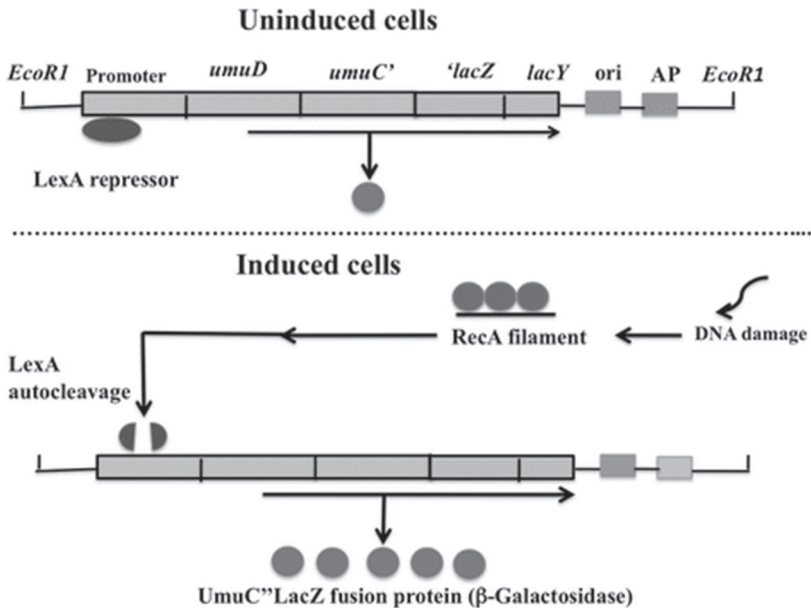 Uninduced cells
EcoR1 Promoter umuD umuC' 'lacZ lacY ori AP EcoR1
LexA repressor
Induced cells
RecA filament
DNA damage
LexA
autocleavage
UmuC”LacZ fusion protein (β-Galactosidase)